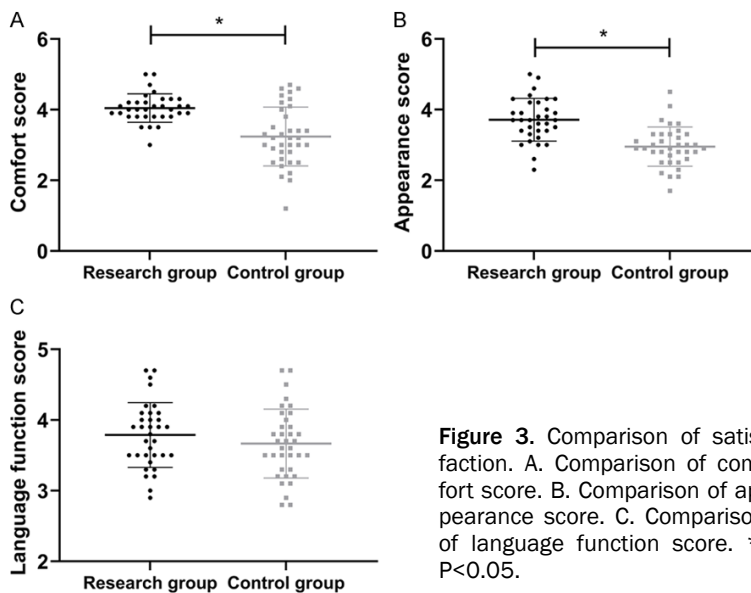 A
*
Comfort score
6
4
2
0
Research group Control group
B
*
Appearance score
6
4
2
0
Research group Control group
C
Language function score
5
4
3
2
Research group Control group
Figure 3. Comparison of satis
faction. A. Comparison of com
fort score. B. Comparison of ap
pearance score. C. Comparison
of language function score. *
P<0.05.